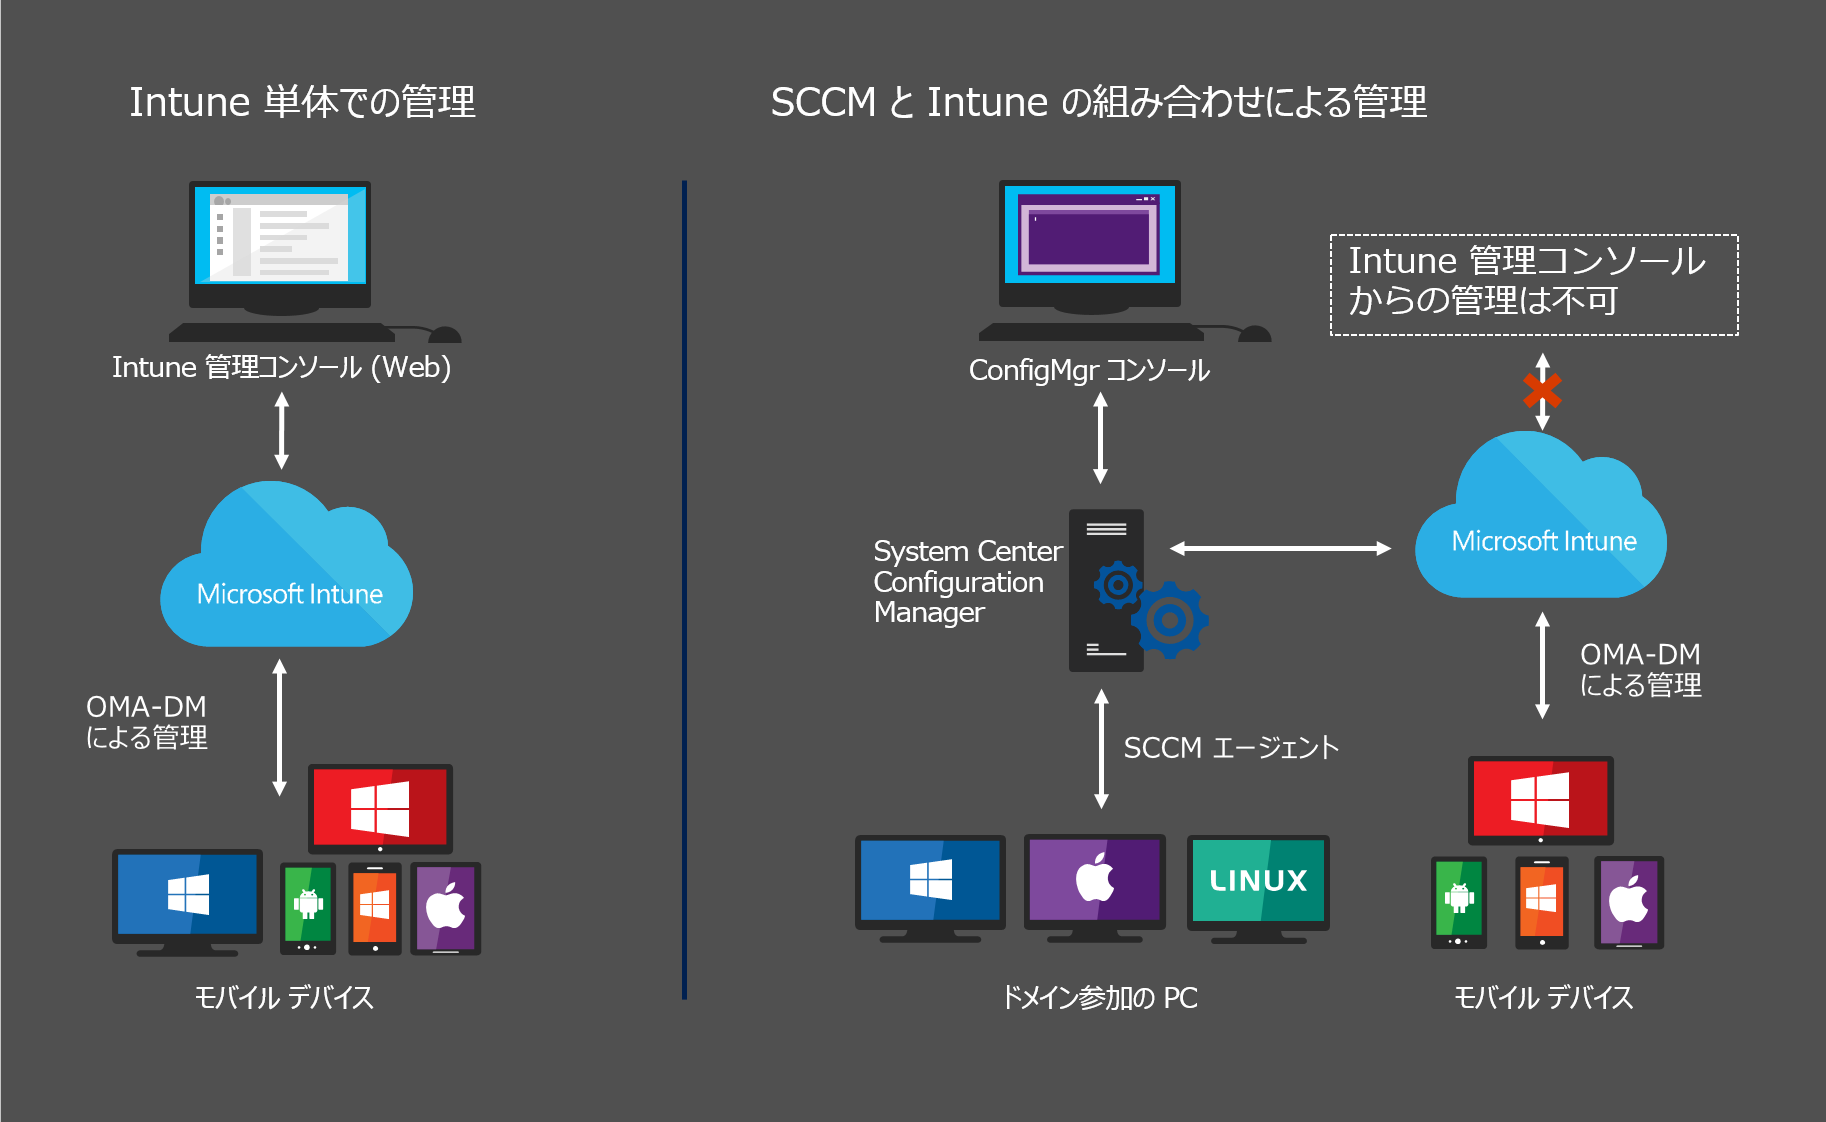 Intune 単体での管理
Intune 管理コンソール (Web)
Microsoft Intune
OMA-DM
による管理
モバイル デバイス
SCCM と Intune の組み合わせによる管理
ConfigMgr コンソール
Intune 管理コンソール
からの管理は不可
System Center
Configuration
Manager
Microsoft Intune
SCCM エージェント
OMA-DM
による管理
LINUX
ドメイン参加の PC
モバイル デバイス